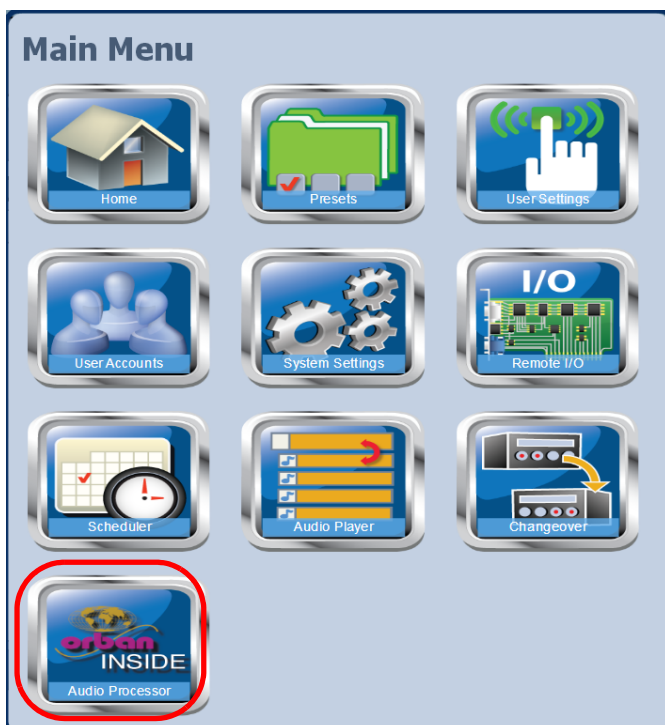 Main Menu
Home
Presets
User Settings
User Accounts
I/O
System Settings
Remote I/O
Scheduler
Audio Player
Changeover
orban
INSIDE
Audio Processor